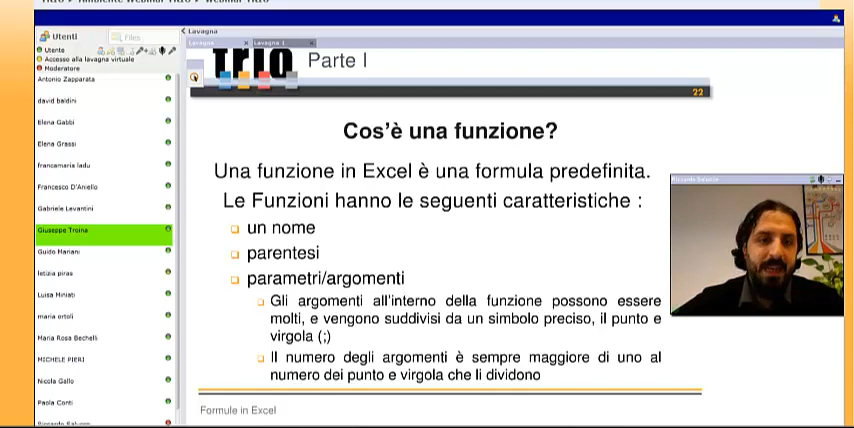 Utenti
Files
Utente
Accesso alla lavagna virtuale
Moderatore
Antonio Zapparata
david baldini
Elena Gabbi
Elena Grassi
francamaria ladu
Francesco D'Aniello
Gabriele Levantini
Giuseppe Troina
Guido Mariani
letizia piras
Luisa Miniati
maria ortoli
Maria Rosa Bechelli
MICHELE PIERI
Nicola Gallo
Paola Conti
Lavagna
Lavagna
Lavagna 1
Trio Parte I
22
Cos'è una funzione?
Una funzione in Excel è una formula predefinita.
Le Funzioni hanno le seguenti caratteristiche :
un nome
parentesi
parametri/argomenti
Gli argomenti all'interno della funzione possono essere
molti, e vengono suddivisi da un simbolo preciso, il punto e
virgola (;)
Il numero degli argomenti è sempre maggiore di uno al
numero dei punto e virgola che li dividono
Formule in Excel